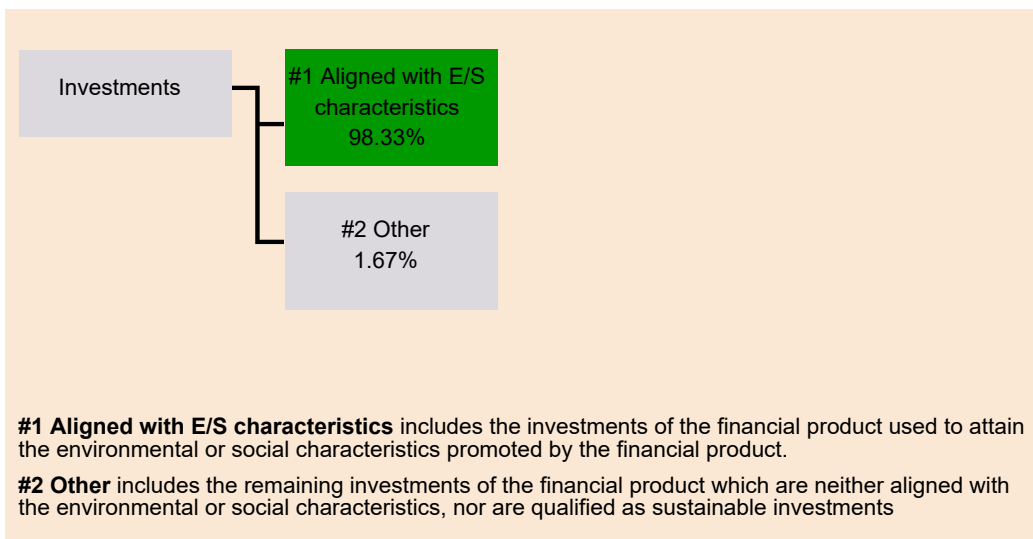 Investments
#1 Aligned with E/S
characteristics
98.33%
#2 Other
1.67%
#1 Aligned with E/S characteristics includes the investments of the financial product used to attain
the environmental or social characteristics promoted by the financial product.
#2 Other includes the remaining investments of the financial product which are neither aligned with
the environmental or social characteristics, nor are qualified as sustainable investments